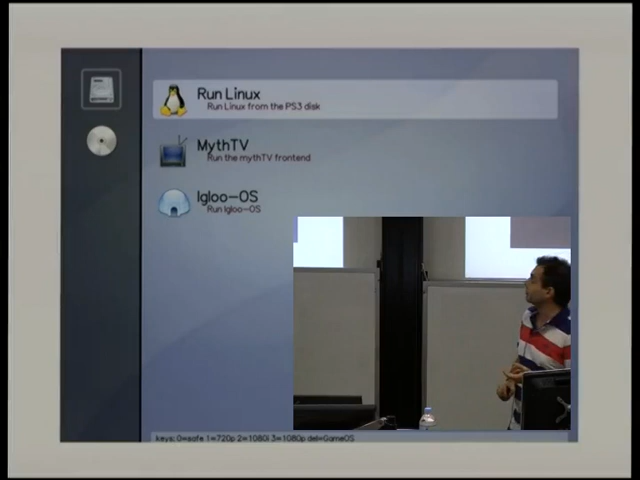 Run Linux
Run Linux from the PS3 disk
MythTV
Run the mythTV frontend
Igloo-OS
Run Igloo-OS
keys: 0=safe 1=720p 2=1080i 3=1080p del=GameOS